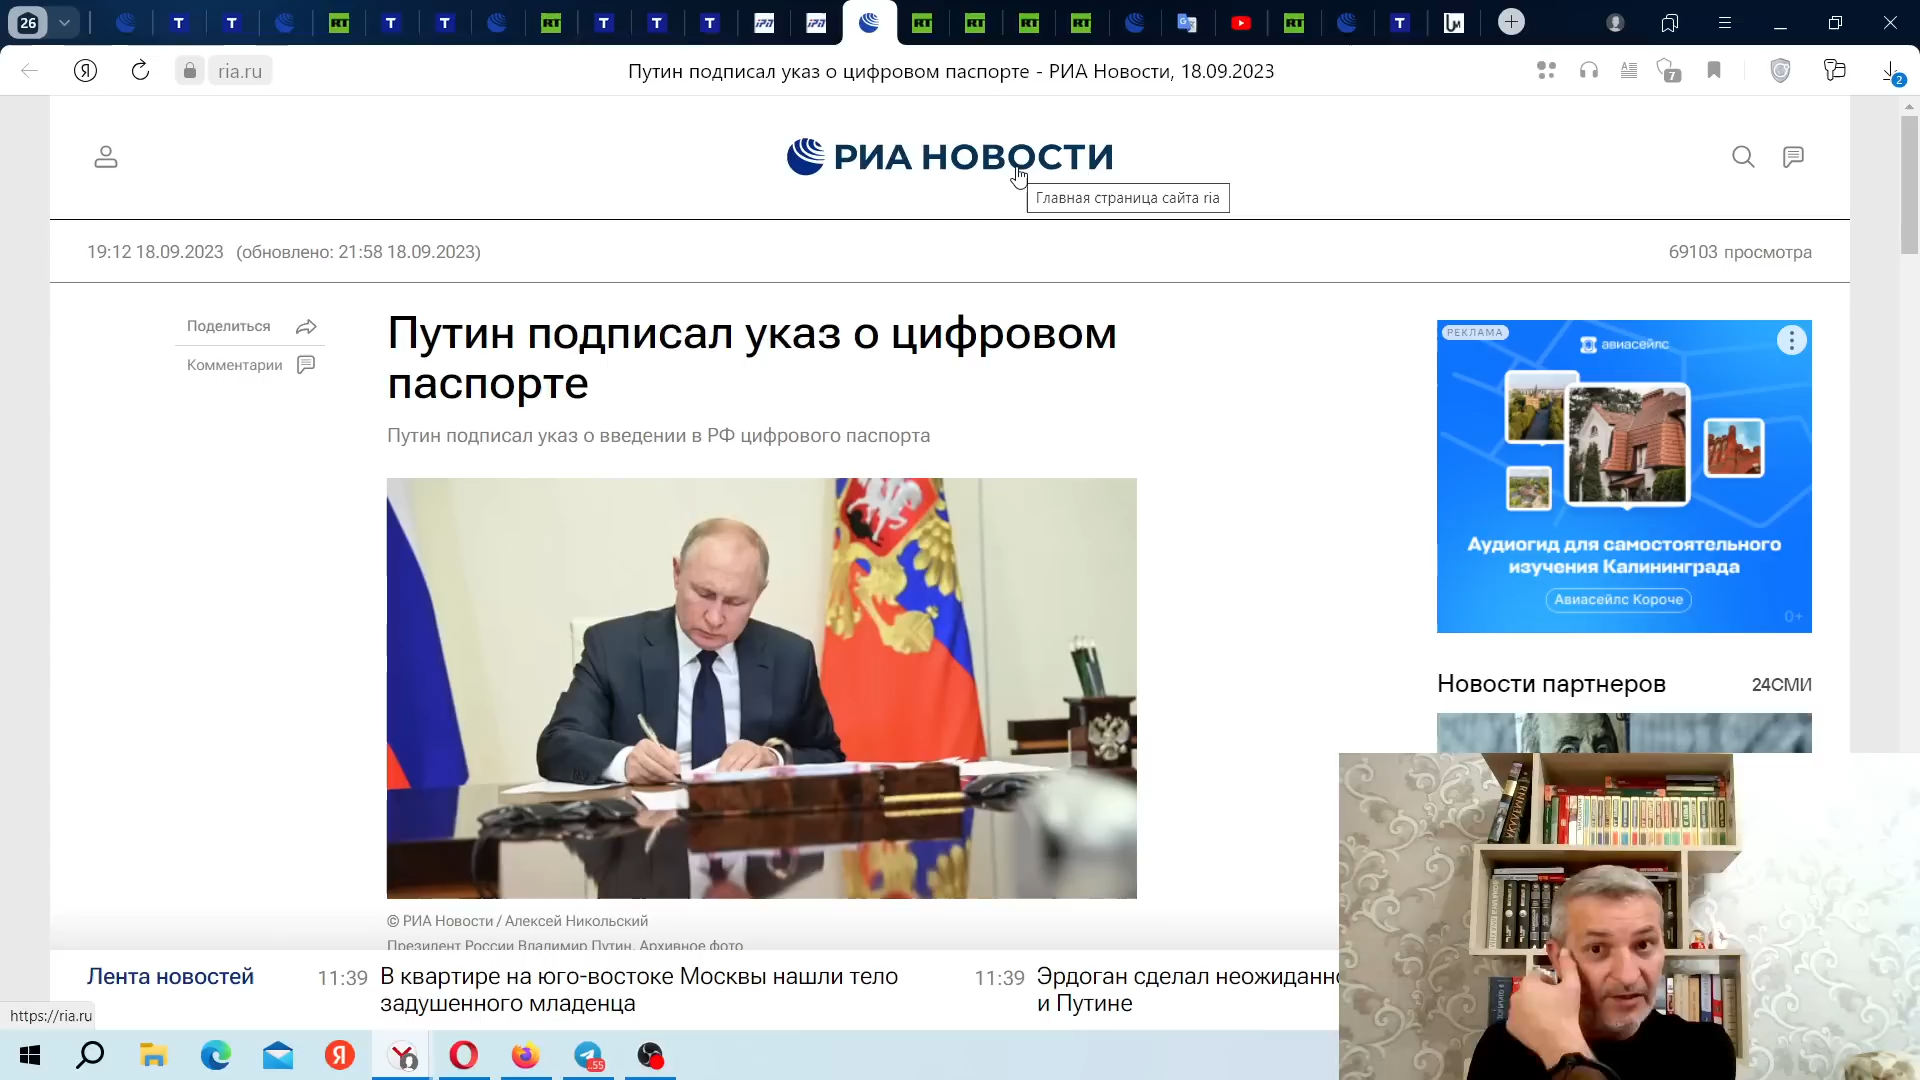 26
ria.ru
Путин подписал указ о цифровом паспорте - РИА Новости, 18.09.2023
7
2
РИА НОВОСТИ
Главная страница сайта ria
19:12 18.09.2023 (обновлено: 21:58 18.09.2023)
69103 просмотра
Поделиться
Комментарии
Путин подписал указ о цифровом
паспорте
Путин подписал указ о введении в РФ цифрового паспорта
РЕКЛАМА
авиасейлс
Аудиогид для самостоятельного
изучения Калининграда
Авиасейлс Короче
0+
Новости партнеров
24СМИ
© РИА Новости / Алексей Никольский
Президент России Владимир Путин. Архивное фото
Лента новостей
11:39 В квартире на юго-востоке Москвы нашли тело
задушенного младенца
11:39 Эрдоган сделал
и Путине
https://ria.ru
55